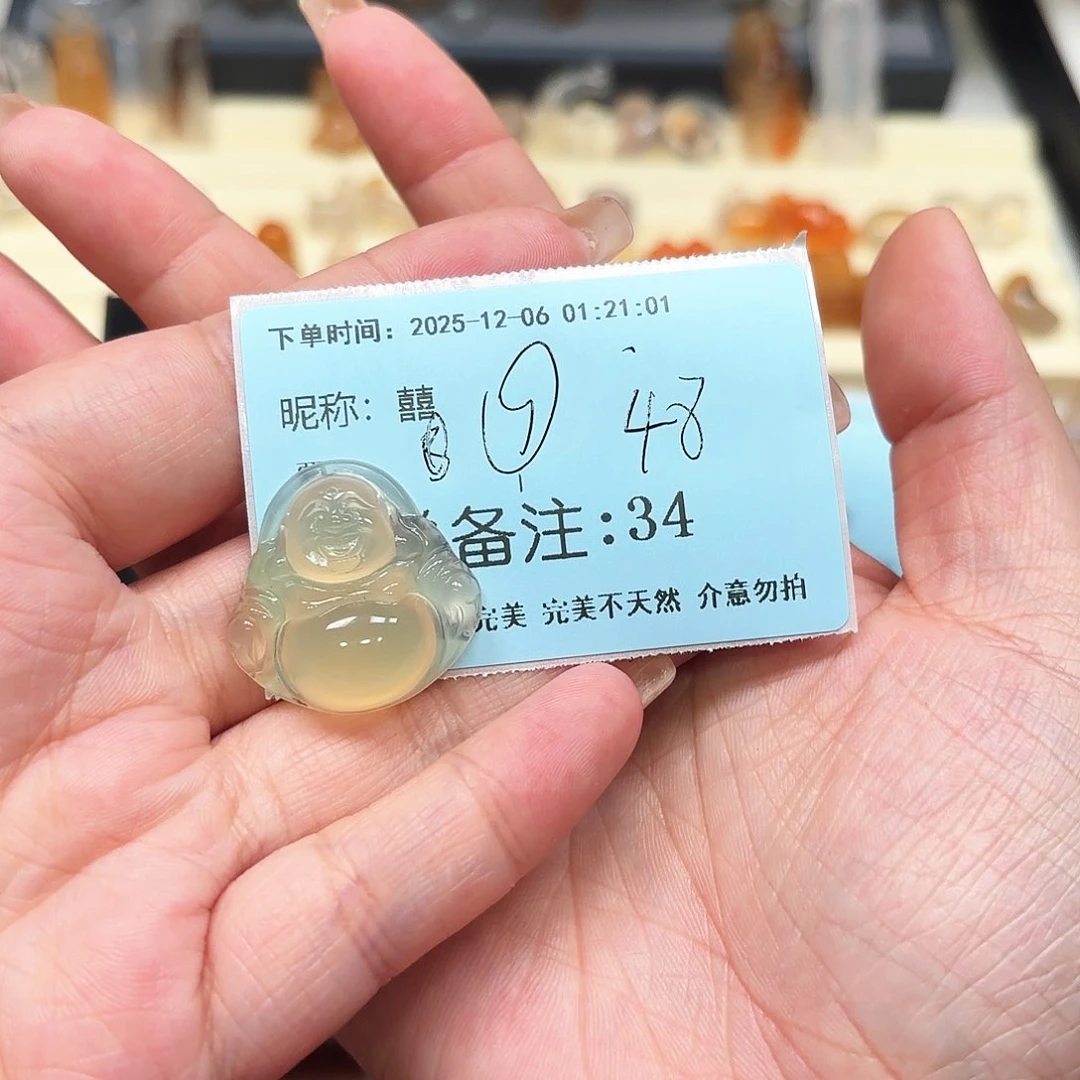 下单时间: 2025-12-06 01:21:01
昵称: 囍
48
备注:34
完美 完美不天然 介意勿拍